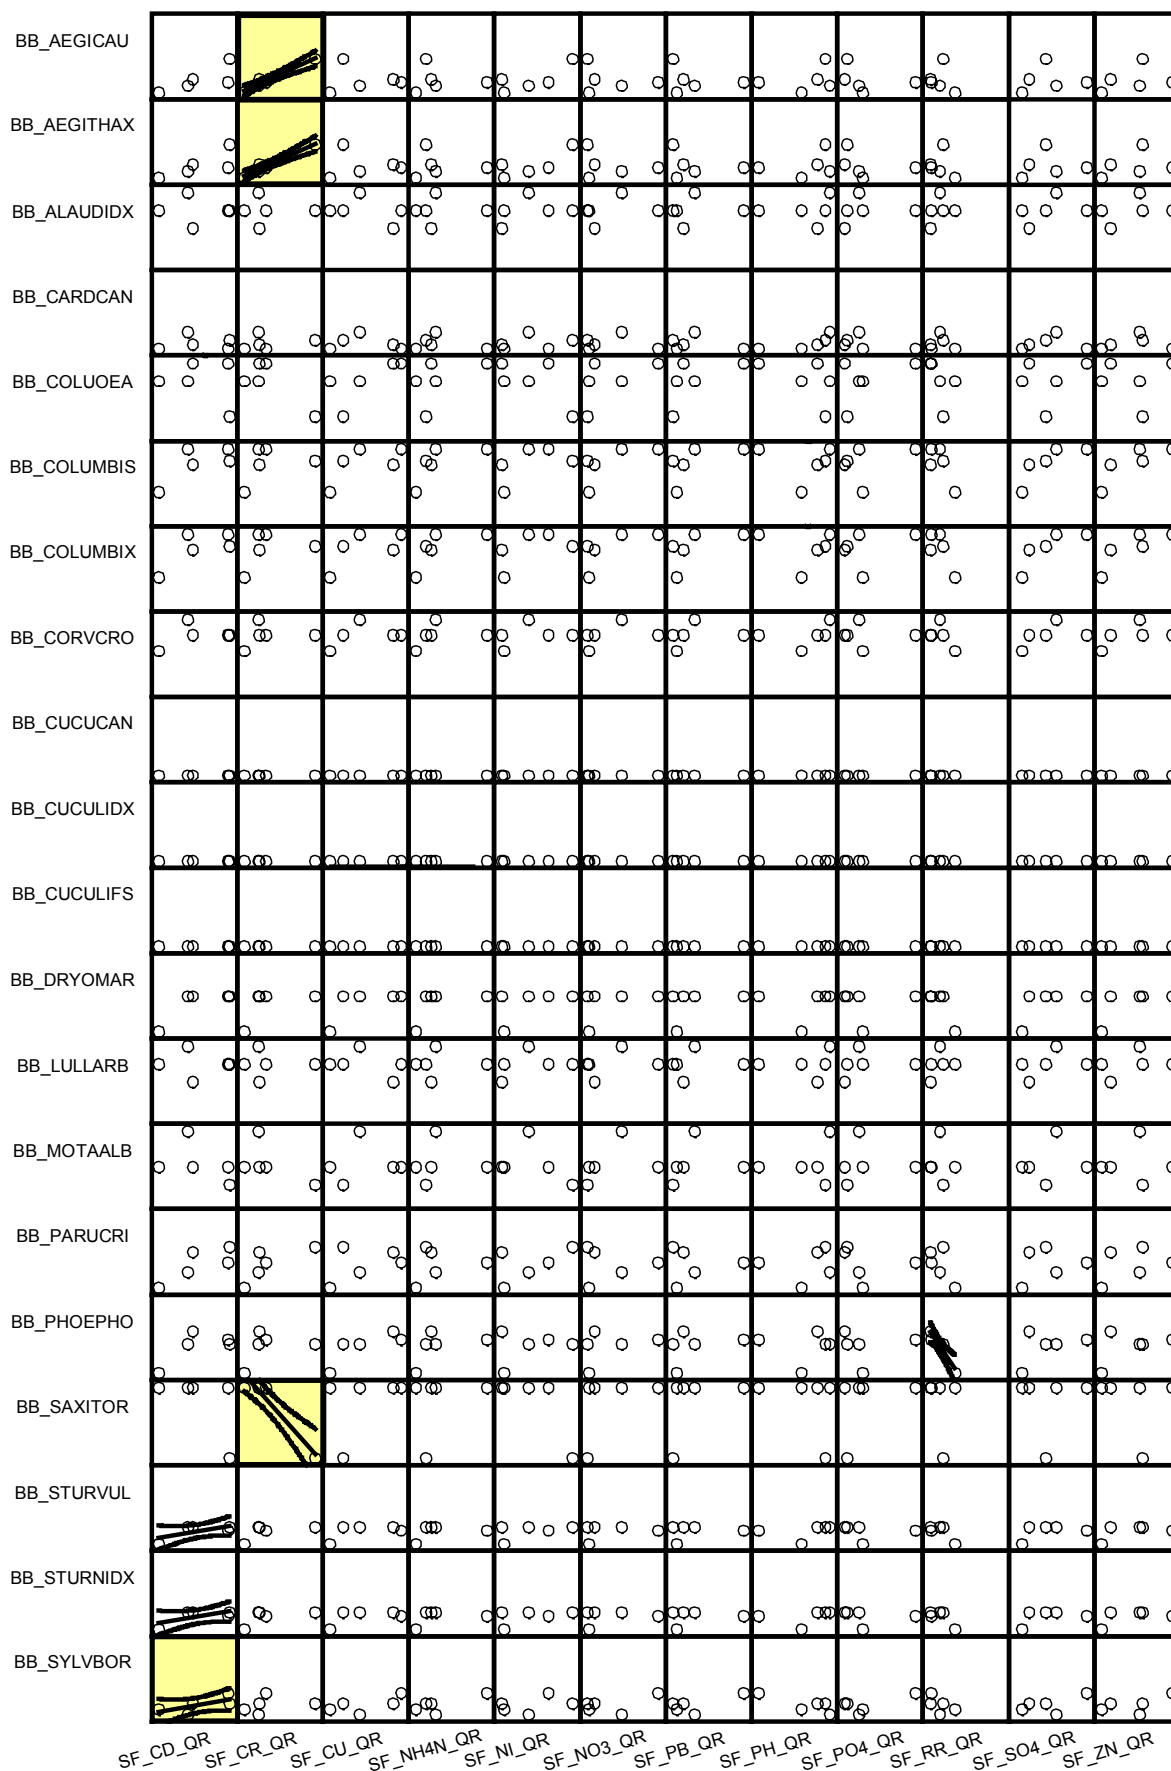 BB_AEGICAU
BB_AEGITHAX
BB_ALAUDIDX
BB_CARDCAN
BB_COLUOEA
BB_COLUMBIS
BB_COLUMBIX
BB_CORVCRO
BB_CUCUCAN
BB_CUCULIDX
BB_CUCULIFS
BB_DRYOMAR
BB_LULLARB
BB_MOTAALB
BB_PARUCRI
BB_PHOEPHO
BB_SAXITOR
BB_STURVUL
BB_STURNIDX
BB_SYLVBOR
SF_CD_QR
SF_CR_QR
SF_CU_QR
SF_NH4N_QR
SF_NI_QR
SF_NO3_QR
SF_PB_QR
SF_PH_QR
SF_PO4_QR
SF_RR_QR
SF_SO4_QR
SF_ZN_QR